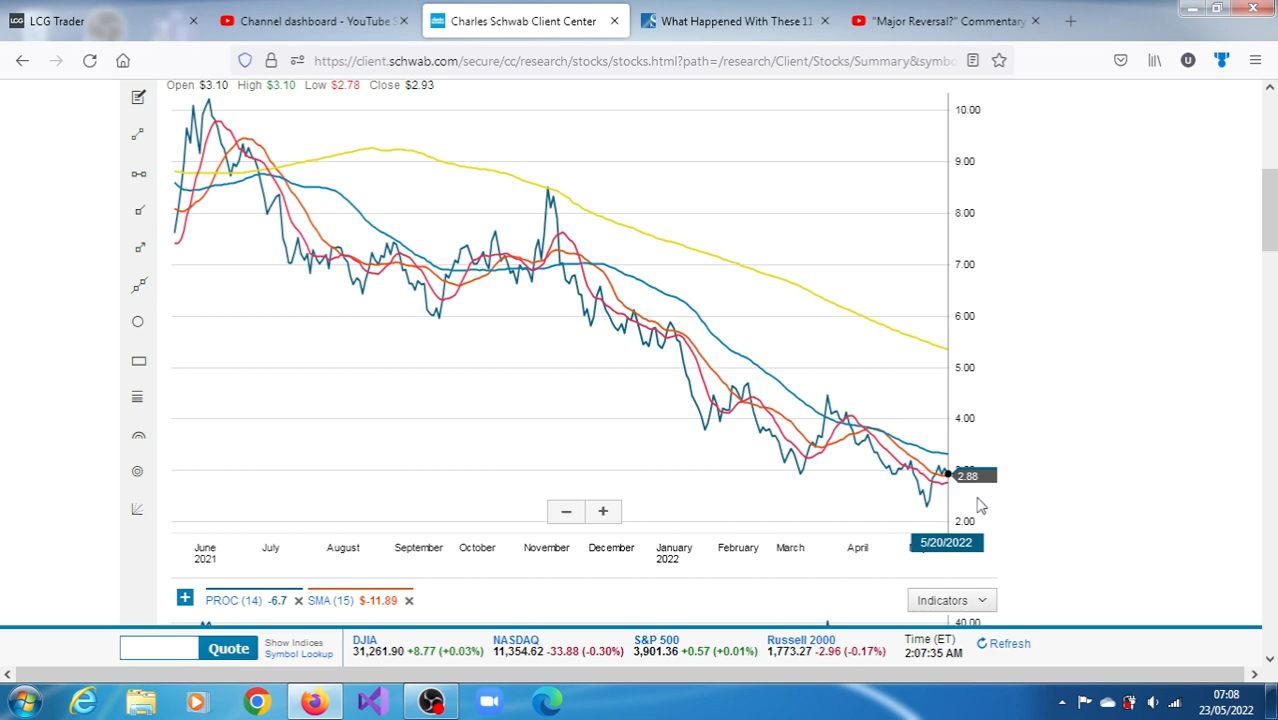 LCG Trader
Channel dashboard - YouTube S
Charles Schwab Client Center
What Happened With These 11
"Major Reversal?" Commentary
https://client.schwab.com/secure/cc/research/stocks/stocks.html?path=/research/Client/Stocks/Summary&symbo
Open $3.10 High $3.10 Low $2.78 Close $2.93
10.00
9.00
8.00
7.00
6.00
5.00
4.00
2.88
2.00
June July August September October November December January February March April
2021 2022
5/20/2022
PROC (14) -6.7 SMA (15) $-11.89
Indicators
40.00
Quote
Show Indices
Symbol Lookup
DJIA
31,261.90 +8.77 (+0.03%)
NASDAQ
11,354.62 -33.88 (-0.30%)
S&P 500
3,901.36 +0.57 (+0.01%)
Russell 2000
1,773.27 -2.96 (-0.17%)
Time (ET)
2:07:35 AM
Refresh
07:08
23/05/2022